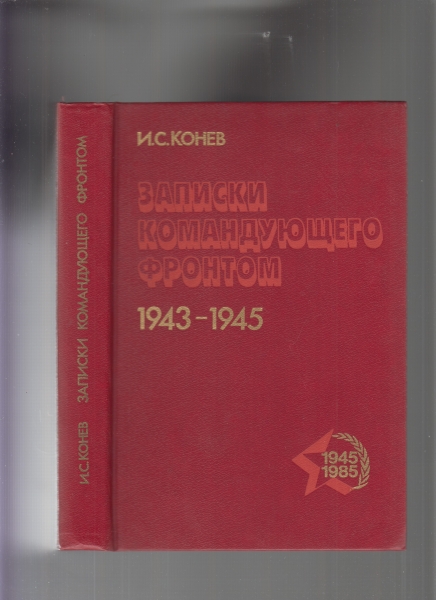 И.С.КОНЕВ
ЗАПИСКИ
КОМАНДУЮЩЕГО
ФРОНТОМ
1943-1945
1945
1985
И.С.КОНЕВ ЗАПИСКИ КОМАНДУЮЩЕГО ФРОНТОМ